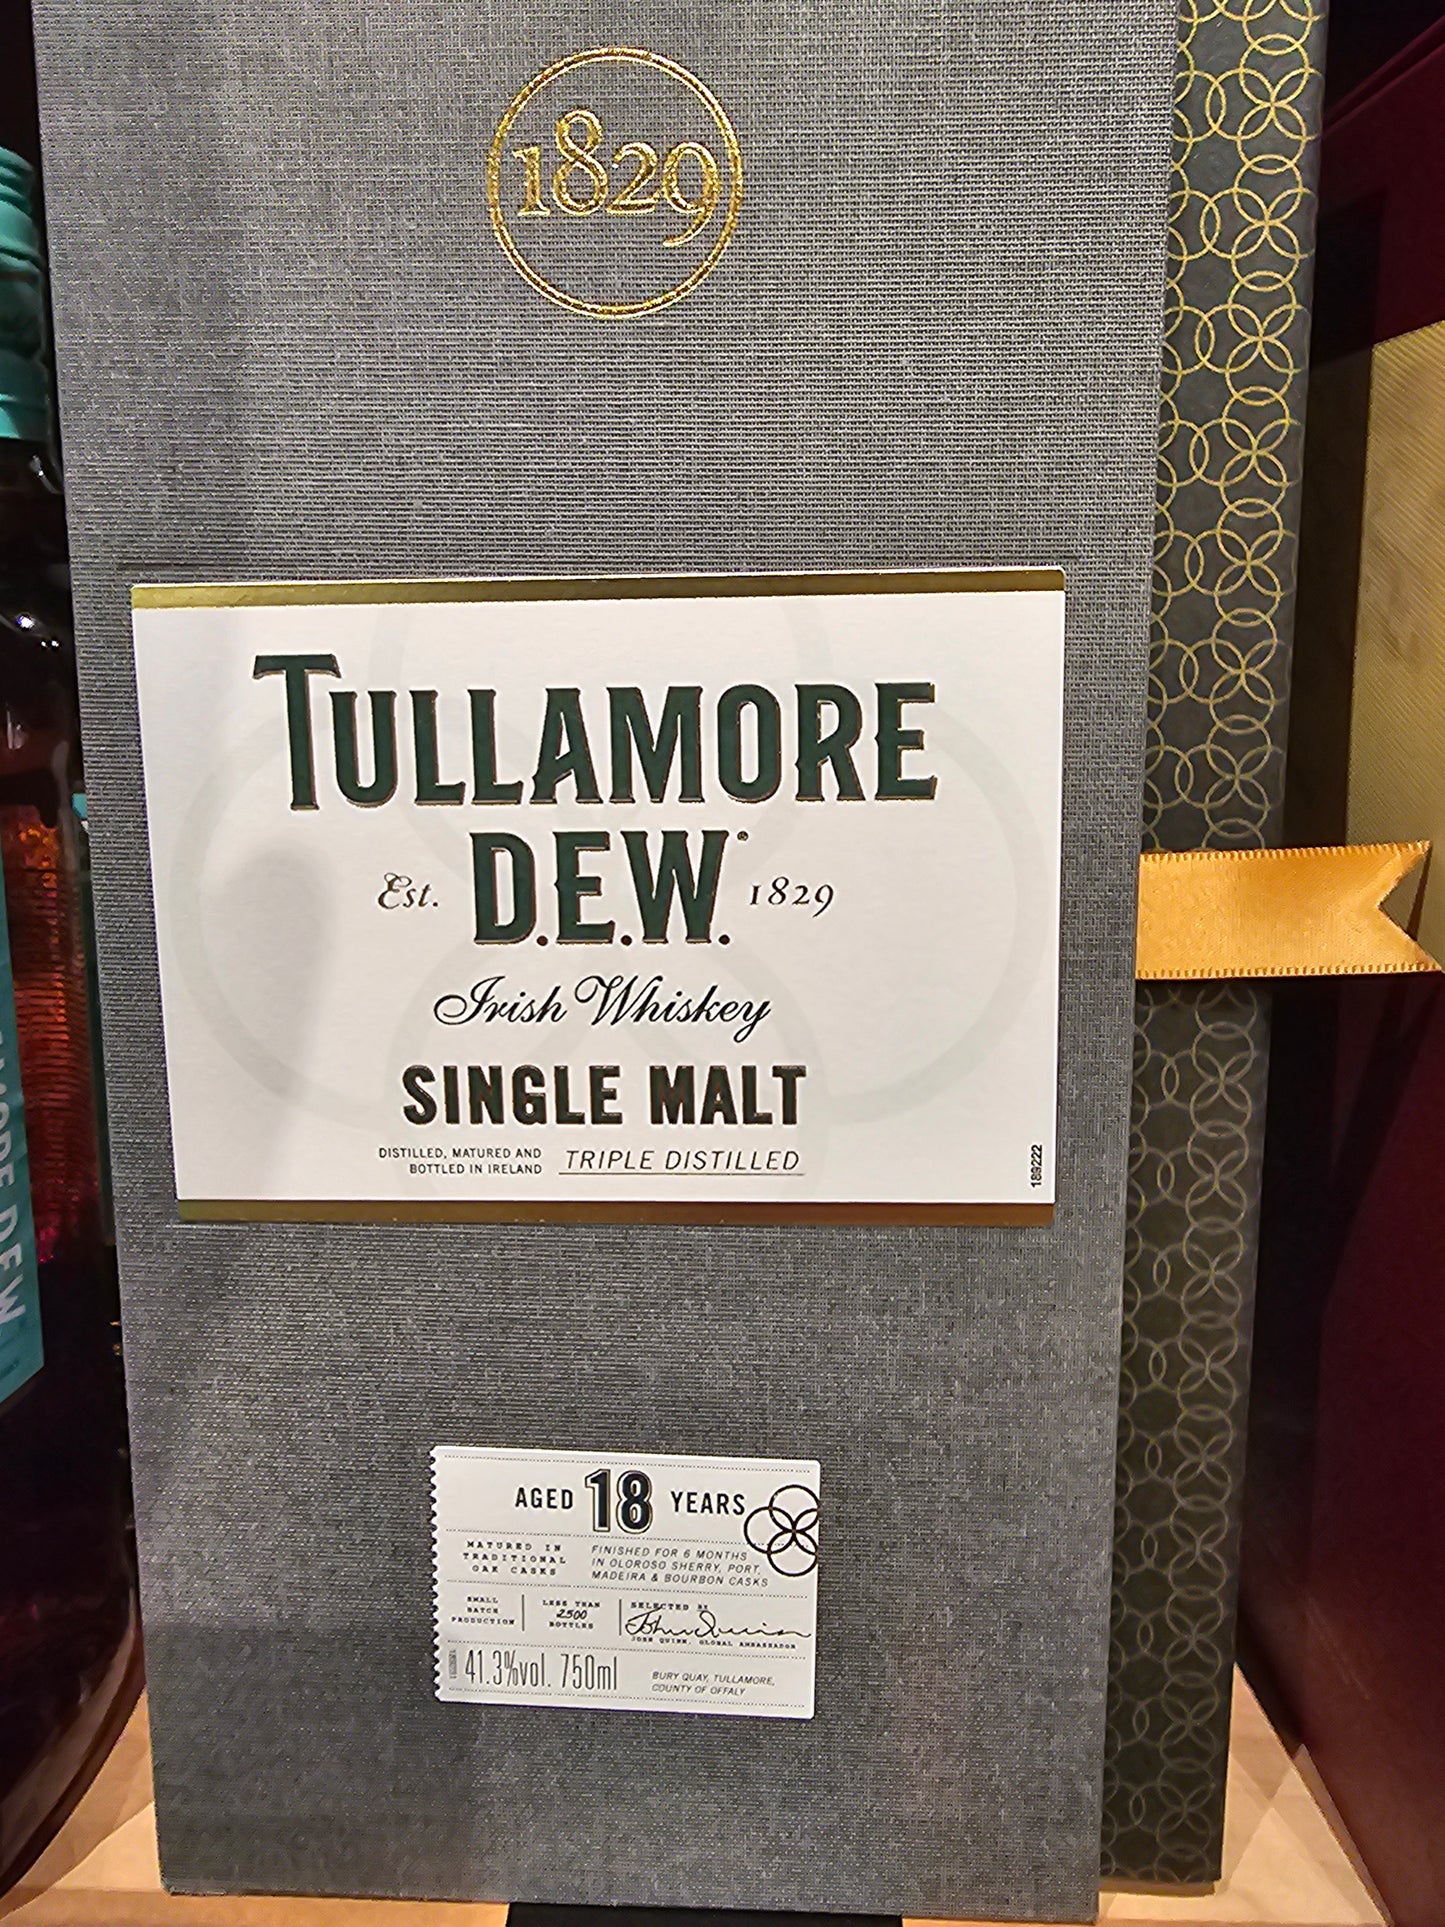 1829
TULLAMORE
Est. D.E.W. 1829
Irish Whiskey
SINGLE MALT
DISTILLED, MATURED AND
BOTTLED IN IRELAND
TRIPLE DISTILLED
189222
AGED 18 YEARS
MATURED IN
TRADITIONAL
OAK CASKS
FINISHED FOR 6 MONTHS
IN OLOROSO SHERRY, PORT,
MADEIRA & BOURBON CASKS
SMALL
BATCH
PRODUCTION
LESS THAN
2500
BOTTLES
SELECTED BY
JOHN QUINN, GLOBAL AMBASSADOR
41.3%vol. 750ml
BURY QUAY, TULLAMORE,
COUNTY OF OFFALY
MORE D.E.W.